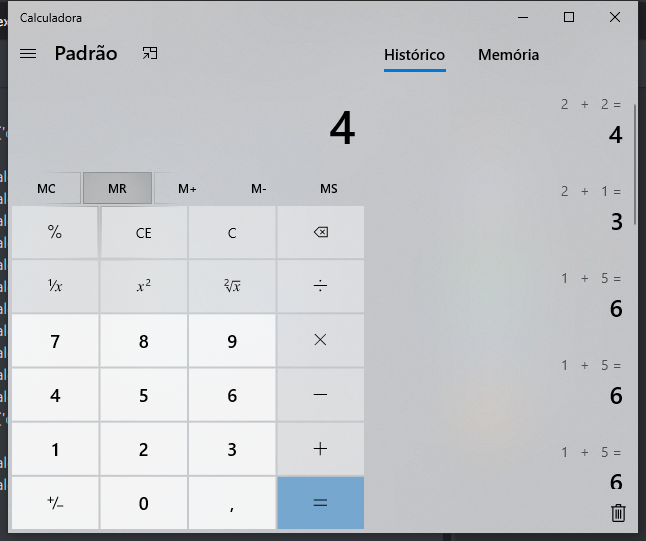 Calculadora
Padrão
Histórico Memória
4
MC MR M+ M- MS
% CE C
¹/x x² ²√x ÷
7 8 9 ×
4 5 6 −
1 2 3 +
+/− 0 , =
2 + 2 =
4
2 + 1 =
3
1 + 5 =
6
1 + 5 =
6
1 + 5 =
6